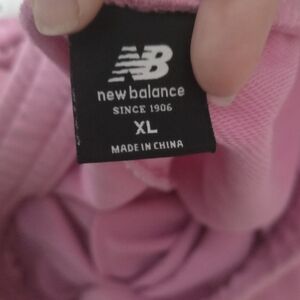 NB
new balance
SINCE 1906
XL
MADE IN CHINA